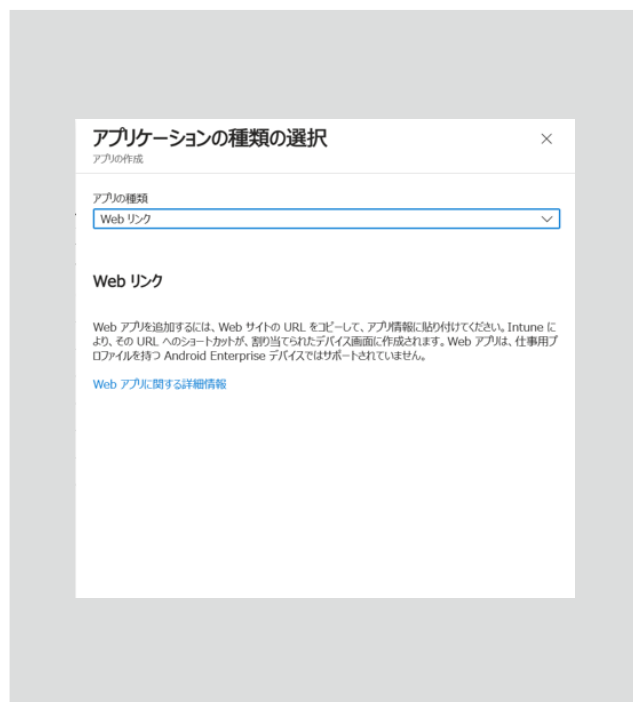 アプリケーションの種類の選択
アプリの作成
アプリの種類
Web リンク
Web リンク
Web アプリを追加するには、Web サイトの URL をコピーして、アプリ情報に貼り付けてください。Intune に
より、その URL へのショートカットが、割り当てられたデバイス画面に作成されます。Web アプリは、仕事用プ
ロファイルを持つ Android Enterprise デバイスではサポートされていません。
Web アプリに関する詳細情報